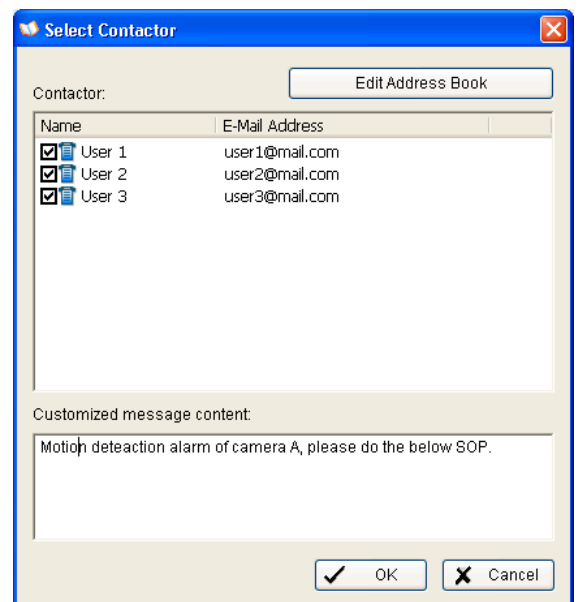 Select Contactor
Edit Address Book
Contactor:
Name E-Mail Address
User 1 user1@mail.com
User 2 user2@mail.com
User 3 user3@mail.com
Customized message content:
Motion deteaction alarm of camera A, please do the below SOP.
OK Cancel